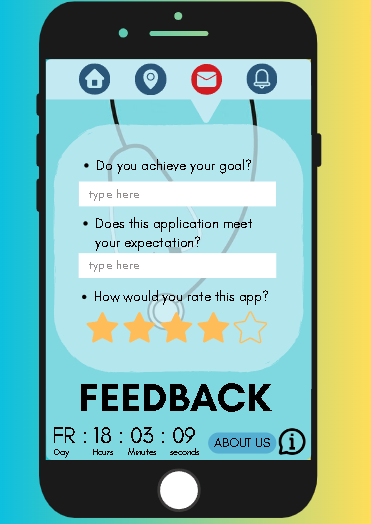 • Do you achieve your goal?
type here
• Does this application meet
your expectation?
type here
• How would you rate this app?
FEEDBACK
FR : 18 : 03 : 09
Day Hours Minutes seconds
ABOUT US
i